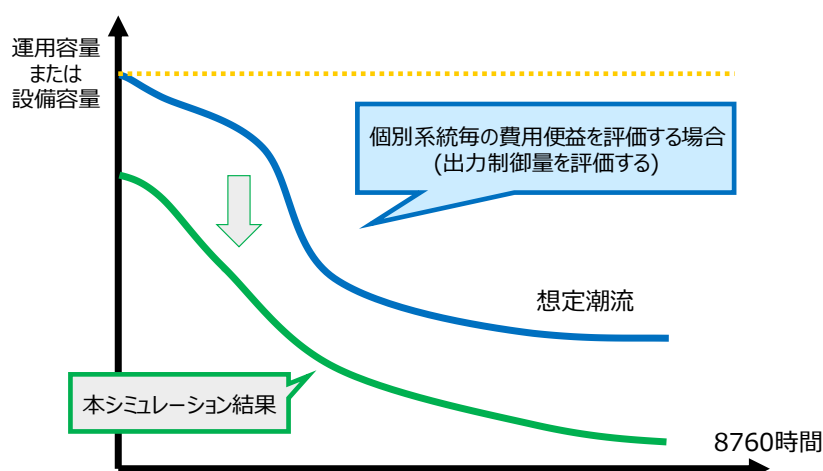 運用容量
または
設備容量
個別系統毎の費用便益を評価する場合
(出力制御量を評価する)
想定潮流
本シミュレーション結果
8760時間